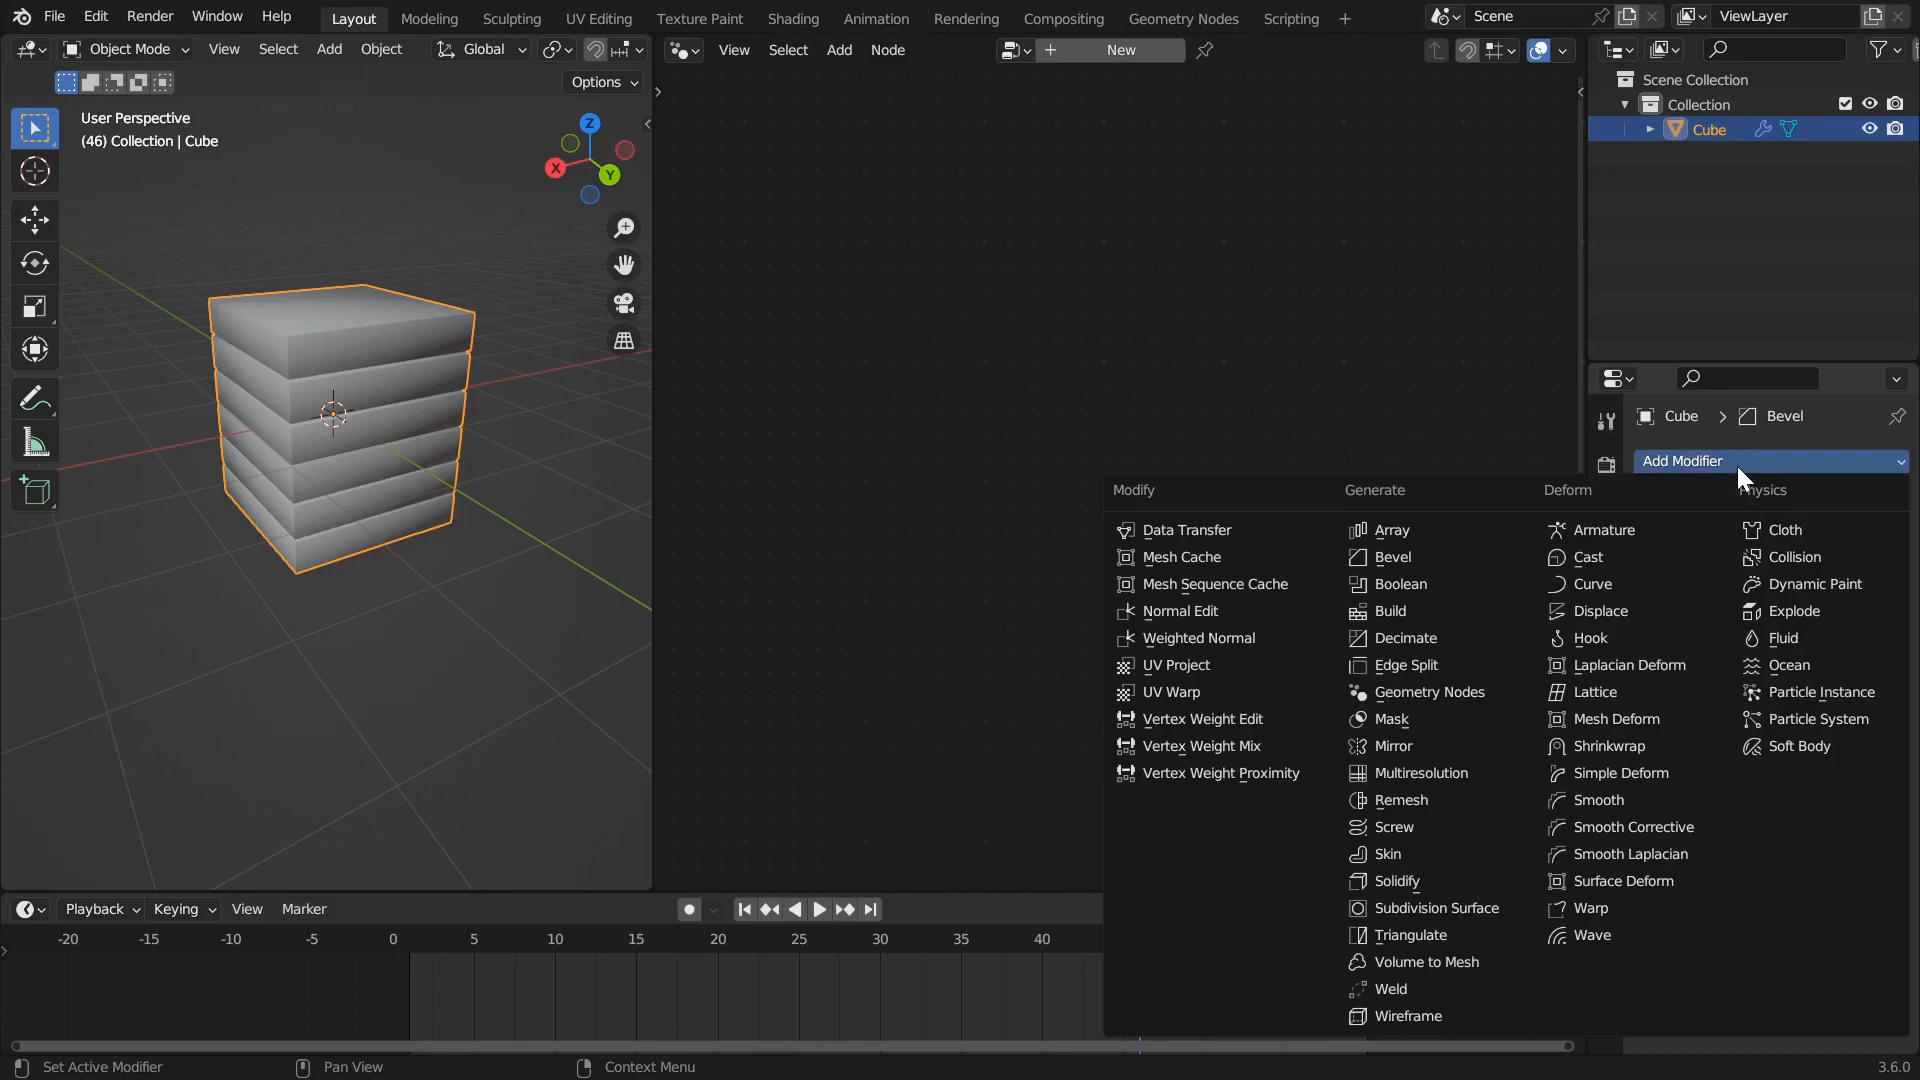 File Edit Render Window Help Layout Modeling Sculpting UV Editing Texture Paint Shading Animation Rendering Compositing Geometry Nodes Scripting + Scene ViewLayer
Object Mode View Select Add Object Global View Select Add Node + New
Options
User Perspective
(46) Collection | Cube
Z
X
Y
Scene Collection
Collection
Cube
Cube > Bevel
Add Modifier
Modify
Data Transfer
Mesh Cache
Mesh Sequence Cache
Normal Edit
Weighted Normal
UV Project
UV Warp
Vertex Weight Edit
Vertex Weight Mix
Vertex Weight Proximity
Generate
Array
Bevel
Boolean
Build
Decimate
Edge Split
Geometry Nodes
Mask
Mirror
Multiresolution
Remesh
Screw
Skin
Solidify
Subdivision Surface
Triangulate
Volume to Mesh
Weld
Wireframe
Deform
Armature
Cast
Curve
Displace
Hook
Laplacian Deform
Lattice
Mesh Deform
Shrinkwrap
Simple Deform
Smooth
Smooth Corrective
Smooth Laplacian
Surface Deform
Warp
Wave
Physics
Cloth
Collision
Dynamic Paint
Explode
Fluid
Ocean
Particle Instance
Particle System
Soft Body
Playback Keying View Marker
-20 -15 -10 -5 0 5 10 15 20 25 30 35 40
Set Active Modifier Pan View Context Menu 3.6.0